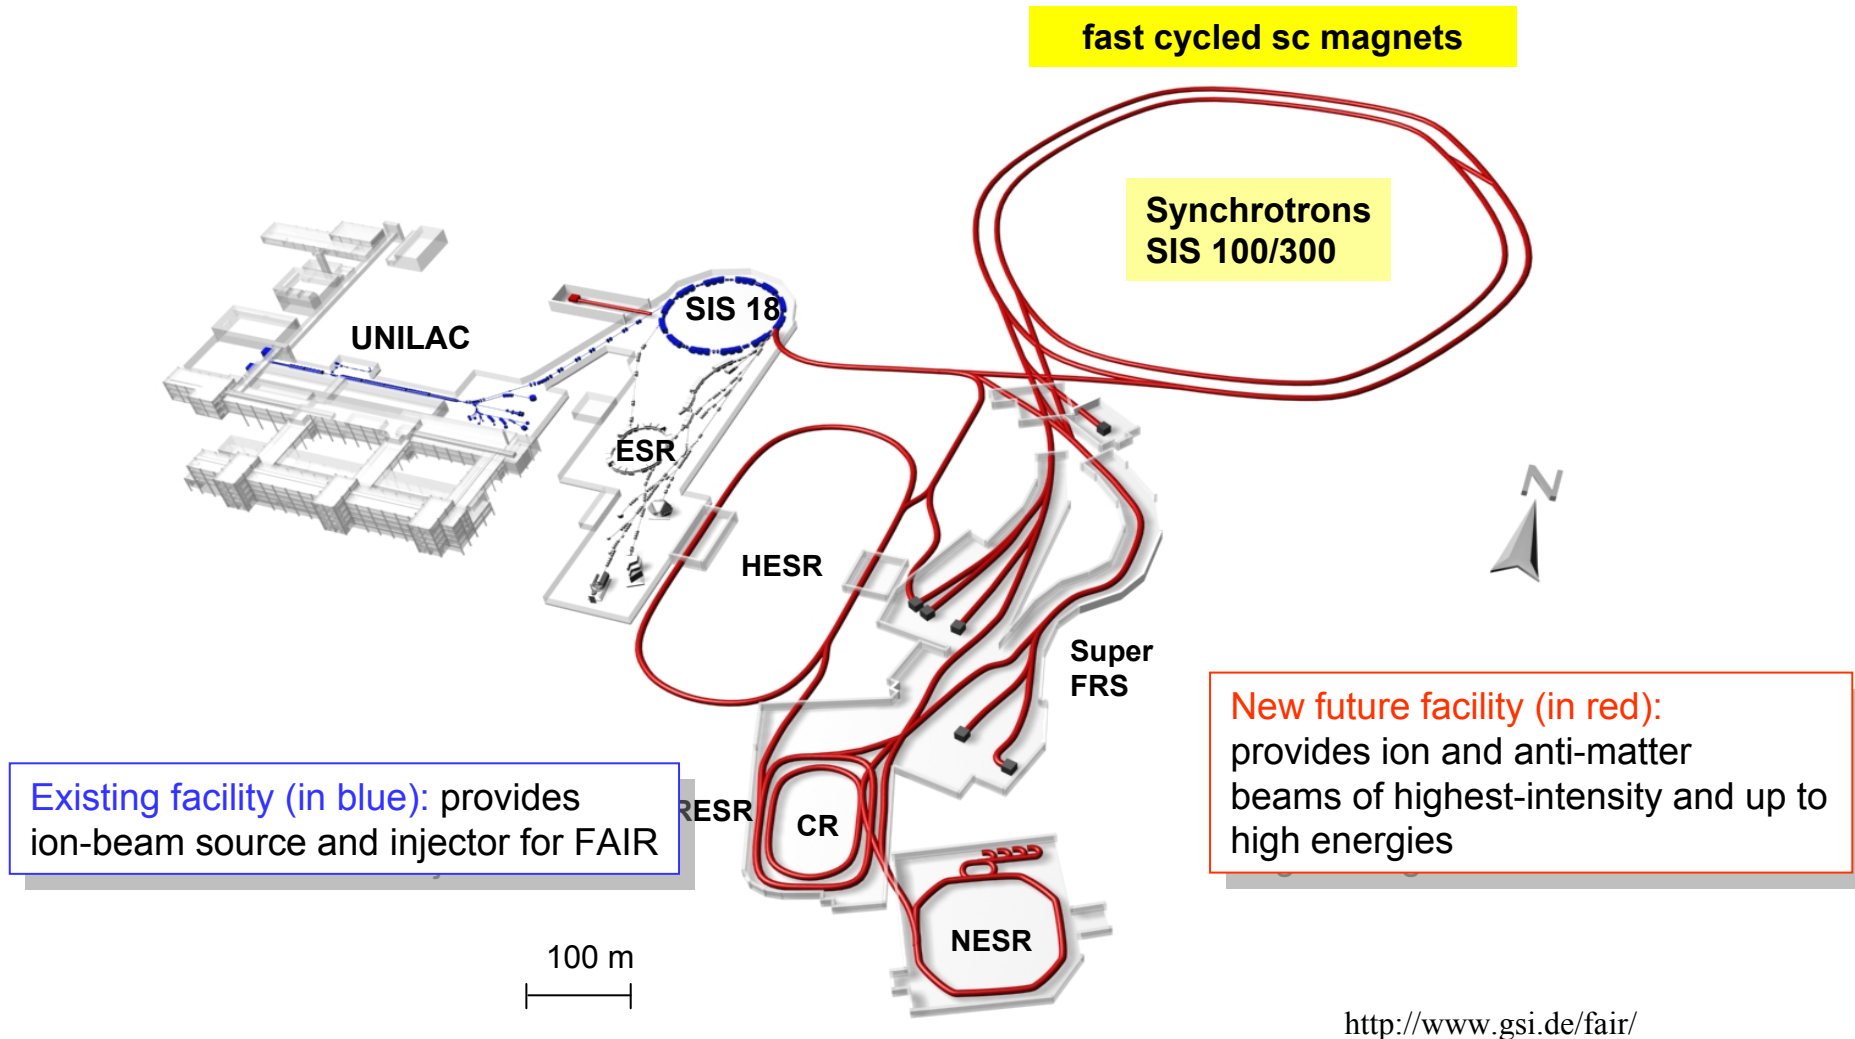 fast cycled sc magnets
Synchrotrons
SIS 100/300
SIS 18
UNILAC
ESR
N
HESR
Super
FRS
New future facility (in red):
provides ion and anti-matter
beams of highest-intensity and up to
high energies
Existing facility (in blue): provides
ion-beam source and injector for FAIR
RESR
CR
NESR
100 m
http://www.gsi.de/fair/